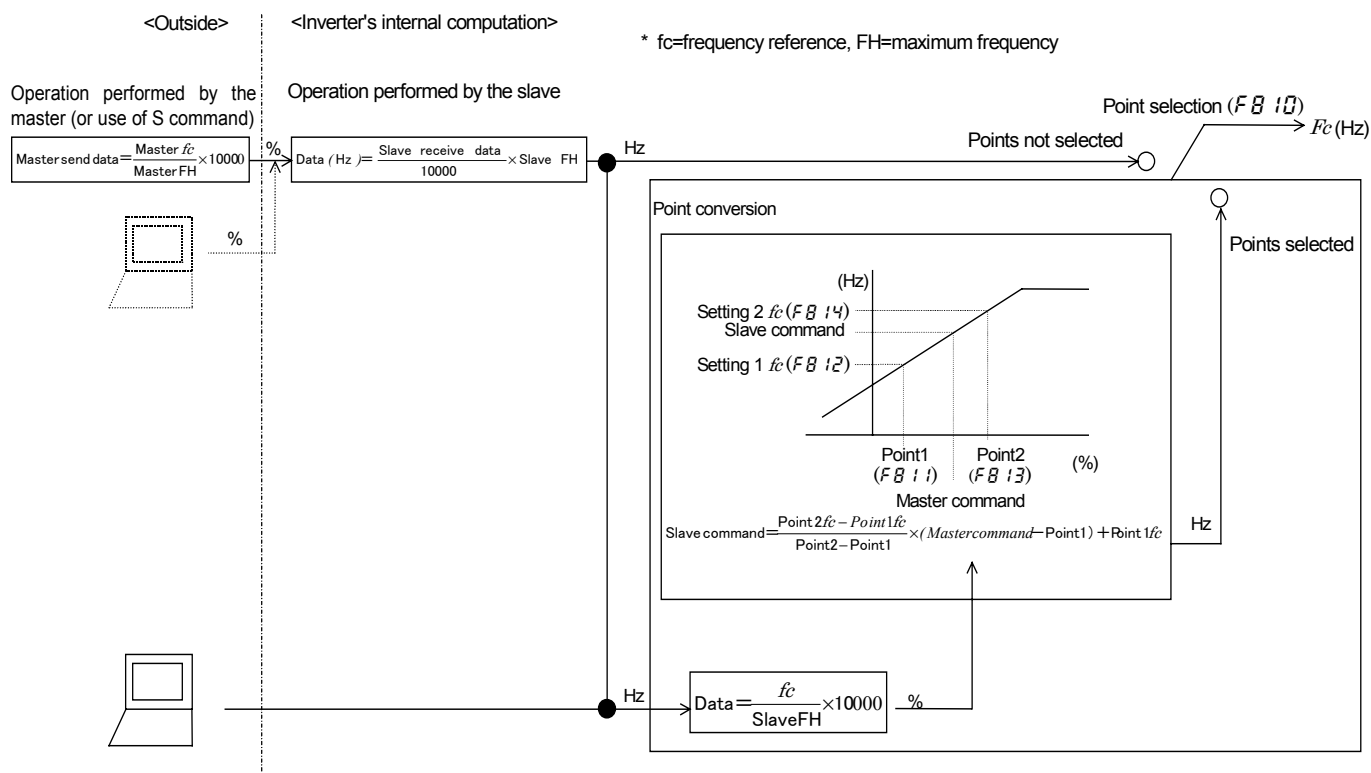 <Outside>
<Inverter's internal computation>
* fc=frequency reference, FH=maximum frequency
Operation performed by the
master (or use of S command)
Operation performed by the slave
Point selection (F810)
Fc (Hz)
Points not selected
Master send data=Master fc/Master FH×10000
%
Data (Hz)=Slave receive data/10000×Slave FH
Hz
%
Point conversion
Points selected
(Hz)
Setting 2 fc (F814)
Slave command
Setting 1 fc (F812)
Point1
(F811)
Point2
(F813)
(%)
Master command
Slave command=Point2fc-Point1fc/Point2-Point1×(Mastercommand-Point1)+Point1fc
Hz
Hz
Data=fc/SlaveFH×10000
%